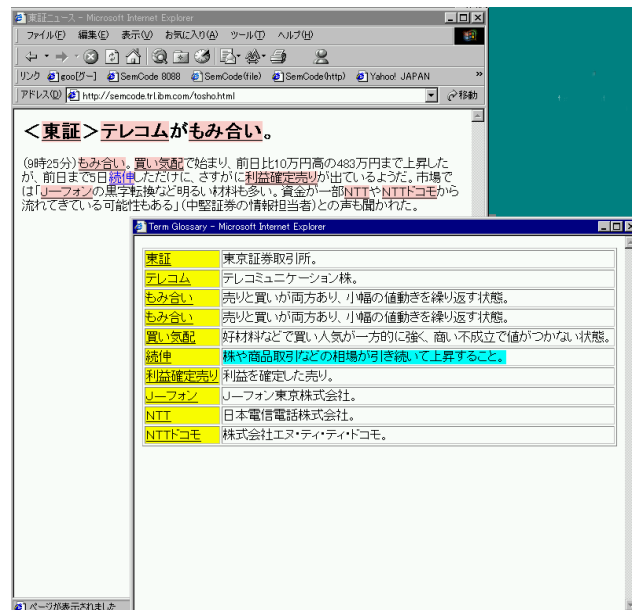 東証ニュース - Microsoft Internet Explorer
ファイル(F) 編集(E) 表示(V) お気に入り(A) ツール(T) ヘルプ(H)
リンク goo[グー] SemCode 8088 SemCode(file) SemCode(http) Yahoo! JAPAN »
アドレス(D) http://semcode.trl.ibm.com/tosho.html 移動
＜東証＞テレコムがもみ合い。
(9時25分)もみ合い。買い気配で始まり、前日比10万円高の483万円まで上昇した
が、前日まで5日続伸しただけに、さすがに利益確定売りが出ているようだ。市場で
は「J－フォンの黒字転換など明るい材料も多い。資金が一部NTTやNTTドコモから
流れてきている可能性もある」(中堅証券の情報担当者)との声も聞かれた。
Term Glossary - Microsoft Internet Explorer
東証 東京証券取引所。
テレコム テレコミュニケーション株。
もみ合い 売りと買いが両方あり、小幅の値動きを繰り返す状態。
もみ合い 売りと買いが両方あり、小幅の値動きを繰り返す状態。
買い気配 好材料などで買い人気が一方的に強く、商い不成立で値がつかない状態。
続伸 株や商品取引などの相場が引き続いて上昇すること。
利益確定売り 利益を確定した売り。
J－フォン J－フォン東京株式会社。
NTT 日本電信電話株式会社。
NTTドコモ 株式会社エヌ・ティ・ティ・ドコモ。
ページが表示されました